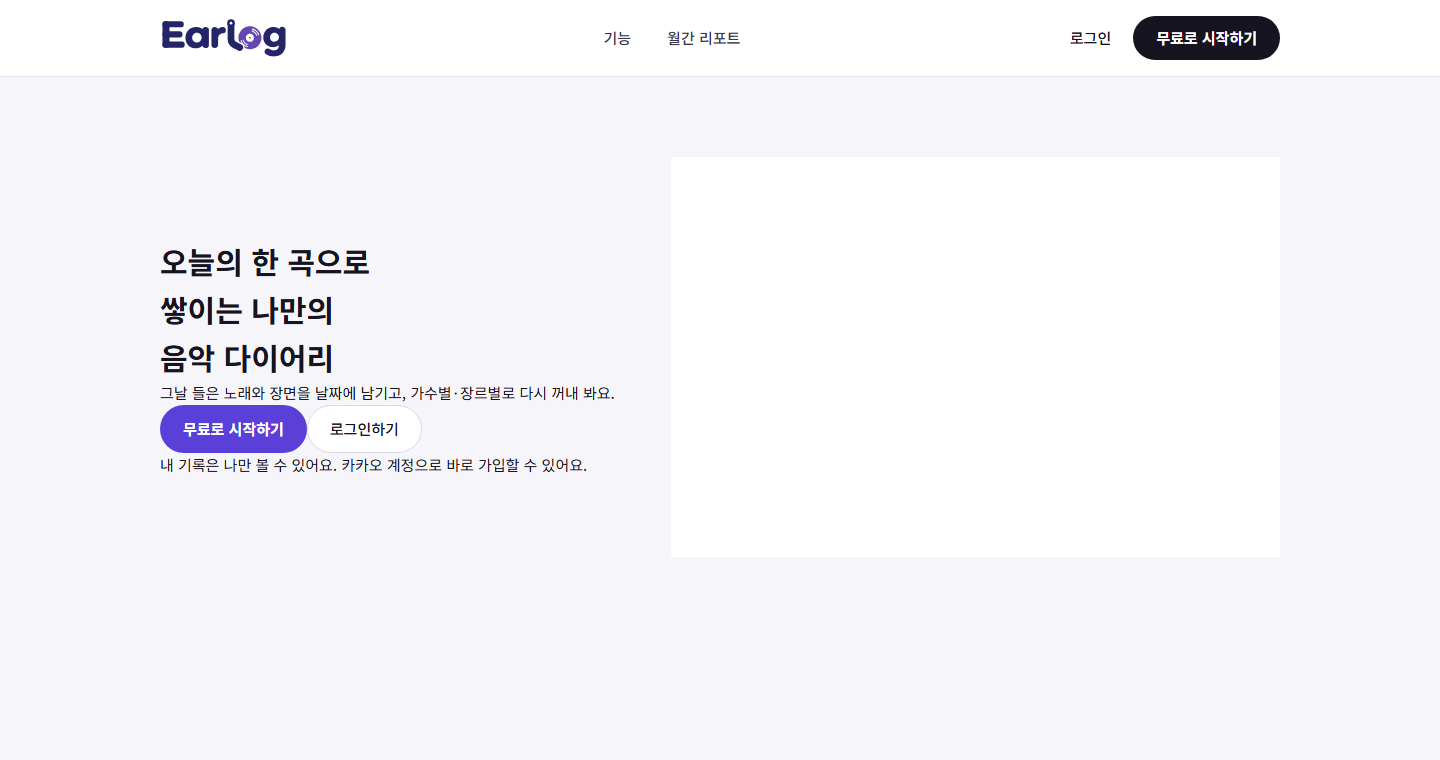 Earlog
기능
월간 리포트
로그인
무료로 시작하기
오늘의 한 곡으로
쌓이는 나만의
음악 다이어리
그날 들은 노래와 장면을 날짜에 남기고, 가수별·장르별로 다시 꺼내 봐요.
무료로 시작하기
로그인하기
내 기록은 나만 볼 수 있어요. 카카오 계정으로 바로 가입할 수 있어요.